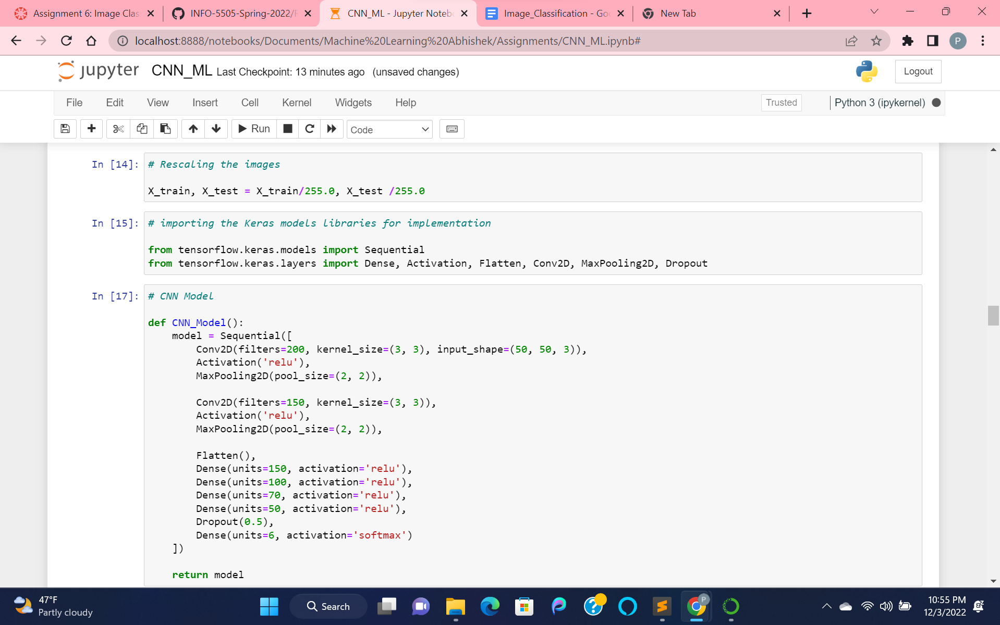 Assignment 6: Image Clas
INFO-5505-Spring-2022/
CNN_ML - Jupyter Noteb
Image_Classification - Go
New Tab
localhost:8888/notebooks/Documents/Machine%20Learning%20Abhishek/Assignments/CNN_ML.ipynb#
P
jupyter CNN_ML Last Checkpoint: 13 minutes ago (unsaved changes)
Logout
File Edit View Insert Cell Kernel Widgets Help
Trusted
Python 3 (ipykernel)
Run
Code
In [14]:
# Rescaling the images
X_train, X_test = X_train/255.0, X_test /255.0
In [15]:
# importing the Keras models libraries for implementation
from tensorflow.keras.models import Sequential
from tensorflow.keras.layers import Dense, Activation, Flatten, Conv2D, MaxPooling2D, Dropout
In [17]:
# CNN Model
def CNN_Model():
    model = Sequential([
        Conv2D(filters=200, kernel_size=(3, 3), input_shape=(50, 50, 3)),
        Activation('relu'),
        MaxPooling2D(pool_size=(2, 2)),
        Conv2D(filters=150, kernel_size=(3, 3)),
        Activation('relu'),
        MaxPooling2D(pool_size=(2, 2)),
        Flatten(),
        Dense(units=150, activation='relu'),
        Dense(units=100, activation='relu'),
        Dense(units=70, activation='relu'),
        Dense(units=50, activation='relu'),
        Dropout(0.5),
        Dense(units=6, activation='softmax')
    ])
    return model
47°F
Partly cloudy
Search
P
10:55 PM
12/3/2022